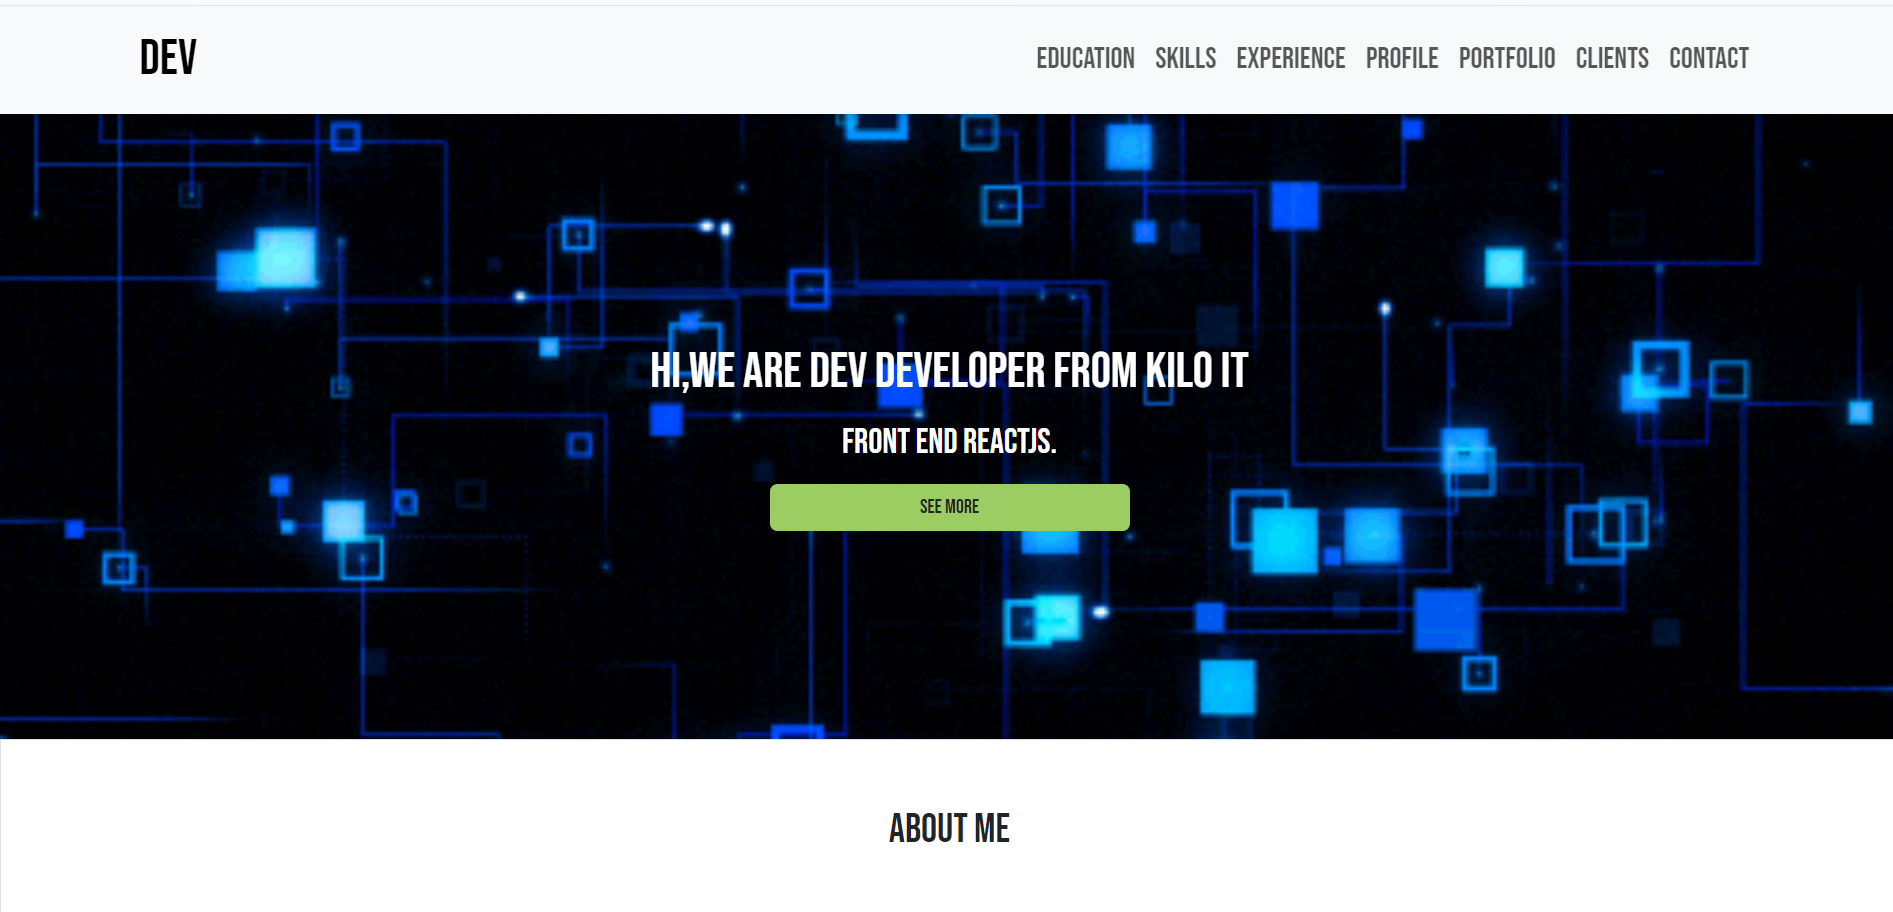 DEV
EDUCATION SKILLS EXPERIENCE PROFILE PORTFOLIO CLIENTS CONTACT
HI,WE ARE DEV DEVELOPER FROM KILO IT
FRONT END REACTJS.
SEE MORE
ABOUT ME